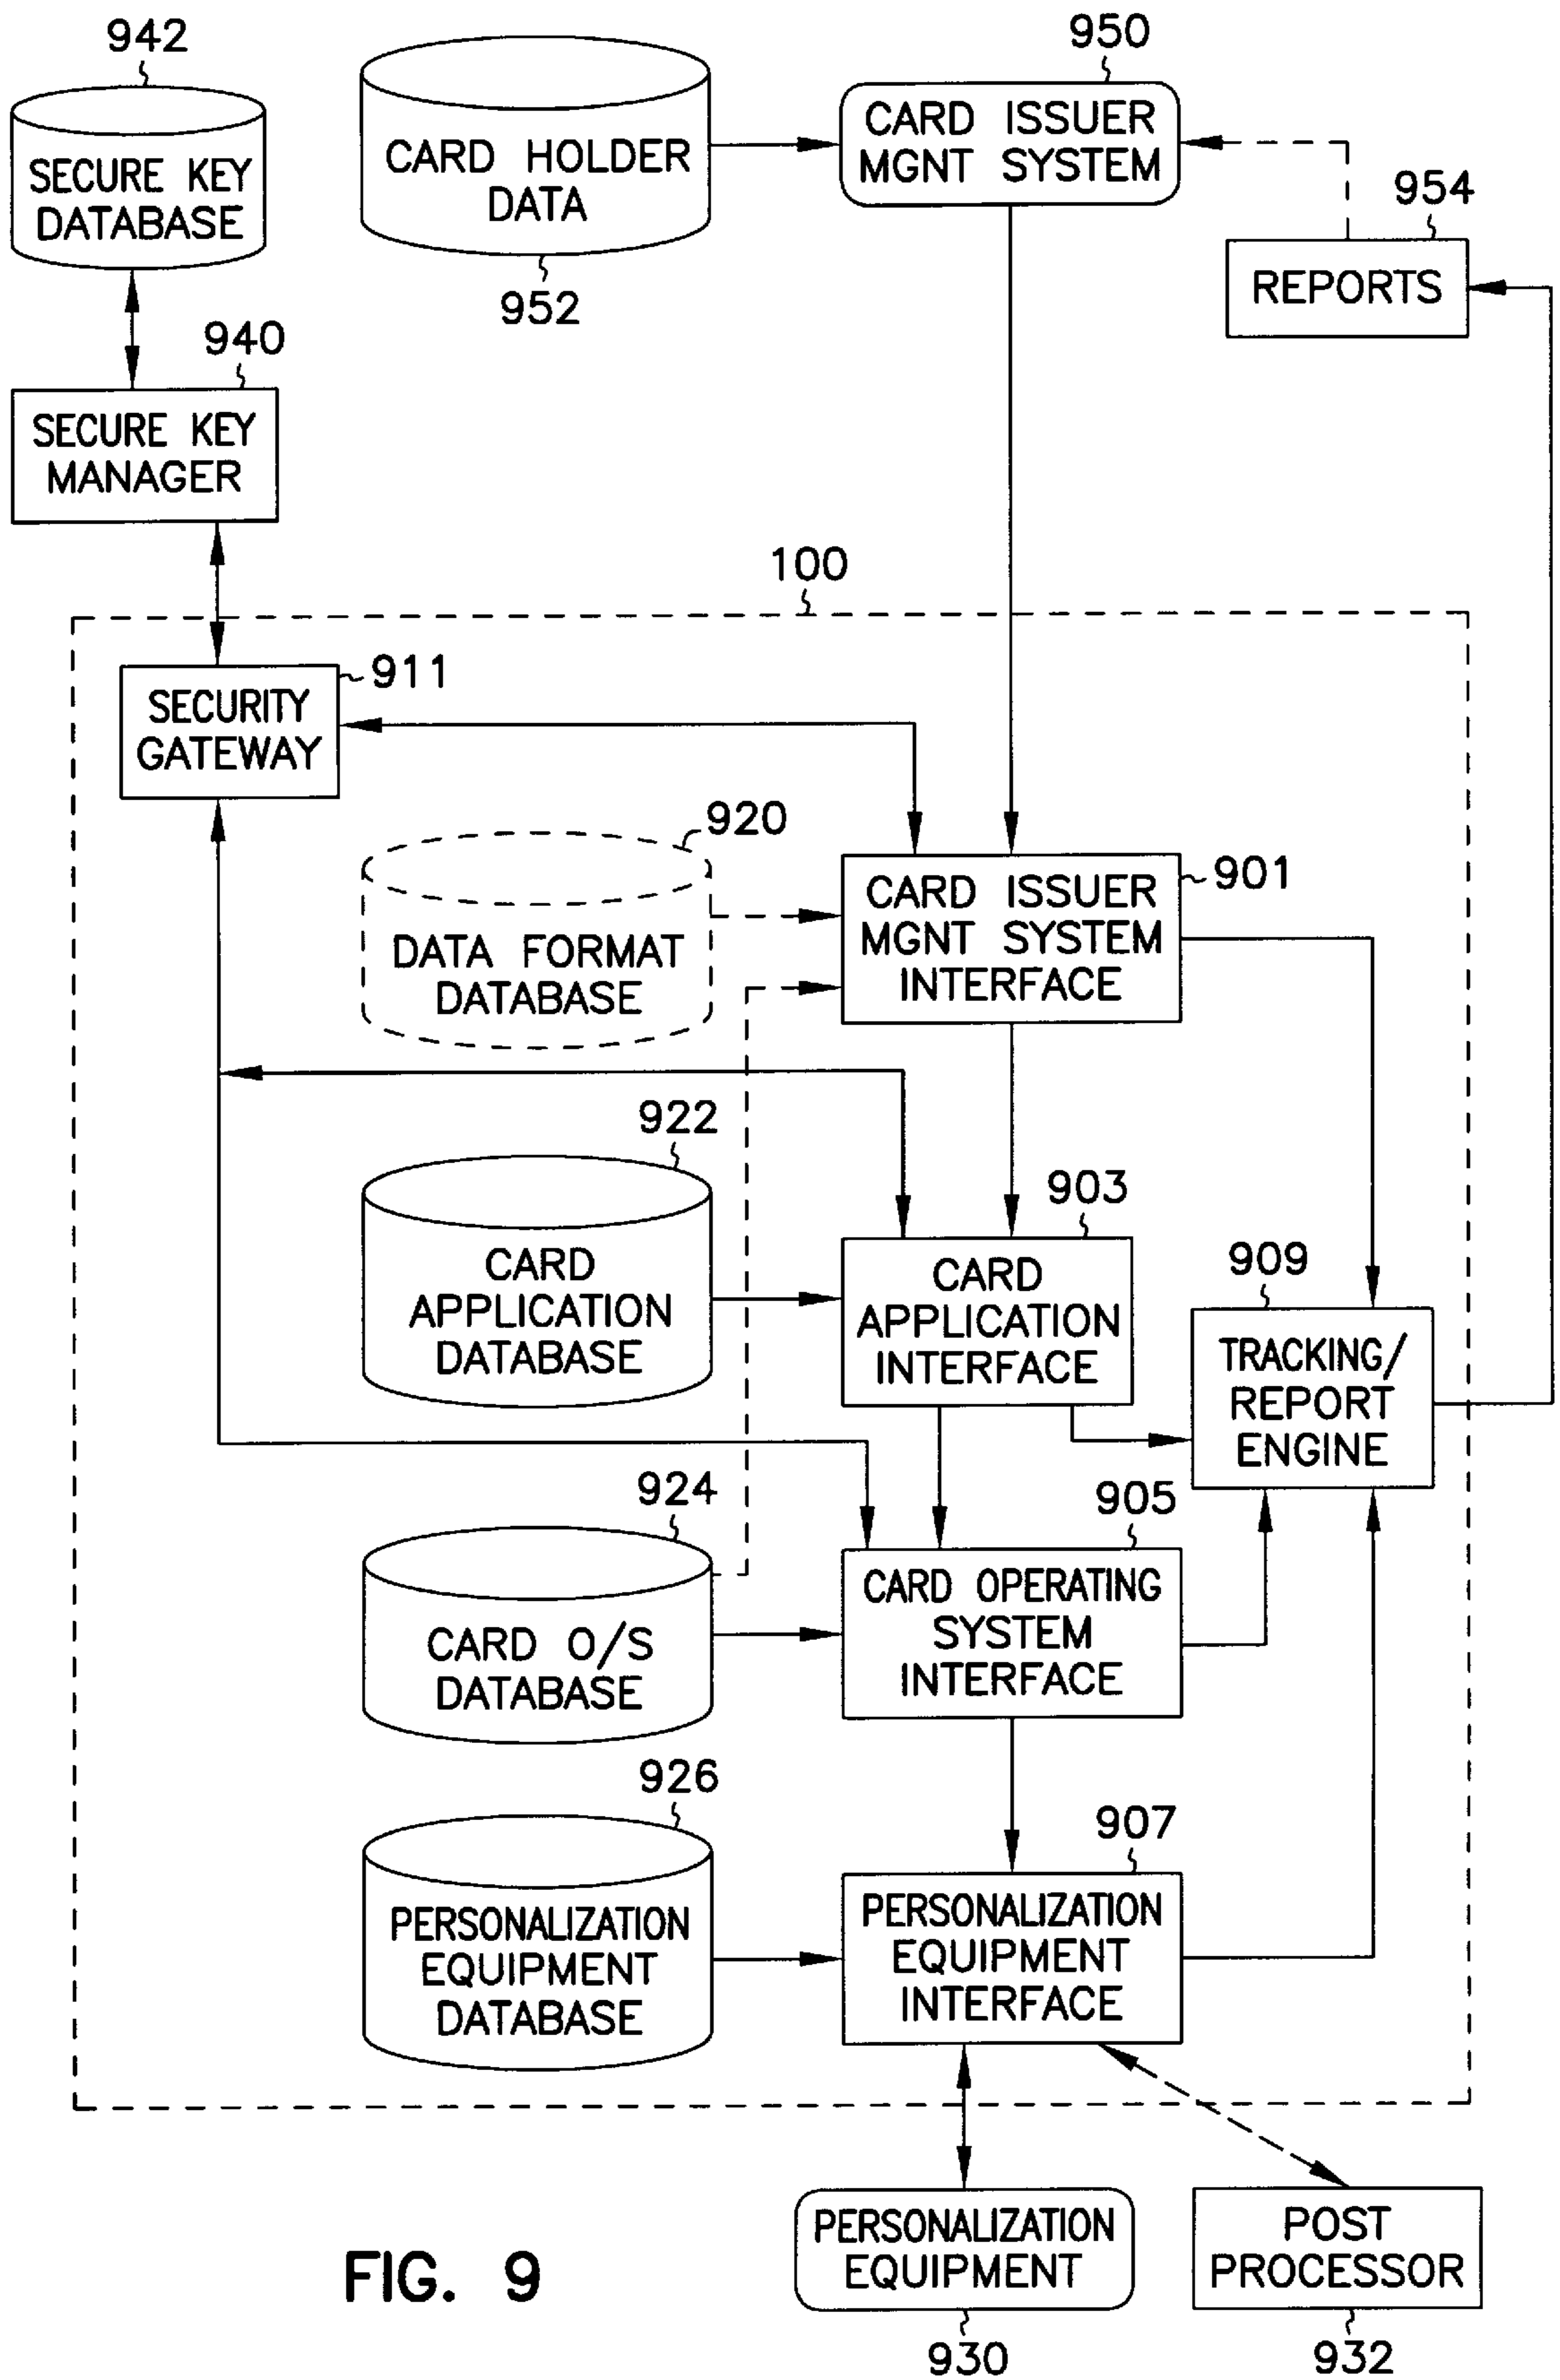 942
950
SECURE KEY
DATABASE
CARD HOLDER
DATA
CARD ISSUER
MGNT SYSTEM
954
952
REPORTS
940
SECURE KEY
MANAGER
100
911
SECURITY
GATEWAY
920
DATA FORMAT
DATABASE
901
CARD ISSUER
MGNT SYSTEM
INTERFACE
922
CARD
APPLICATION
DATABASE
903
CARD
APPLICATION
INTERFACE
909
TRACKING/
REPORT
ENGINE
924
CARD O/S
DATABASE
905
CARD OPERATING
SYSTEM
INTERFACE
926
PERSONALIZATION
EQUIPMENT
DATABASE
907
PERSONALIZATION
EQUIPMENT
INTERFACE
PERSONALIZATION
EQUIPMENT
930
POST
PROCESSOR
932
FIG. 9